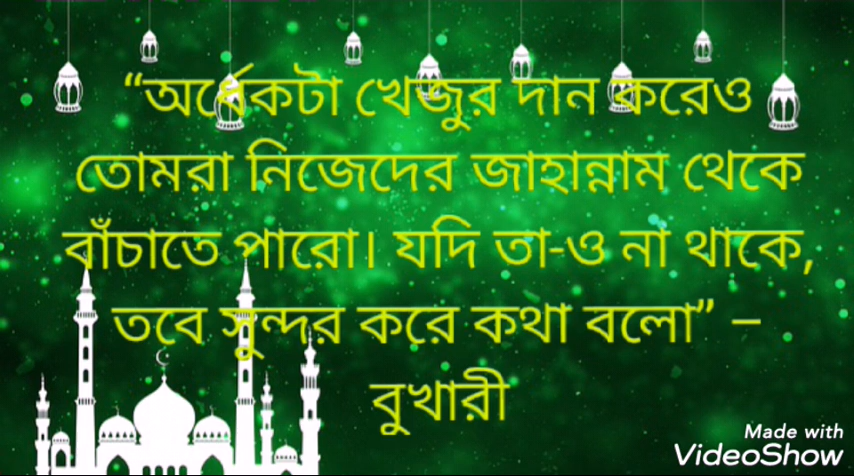 “অর্ধেকটা খেজুর দান করেও
তোমরা নিজেদের জাহান্নাম থেকে
বাঁচাতে পারো। যদি তা-ও না থাকে,
তবে সুন্দর করে কথা বলো” –
বুখারী
Made with
VideoShow